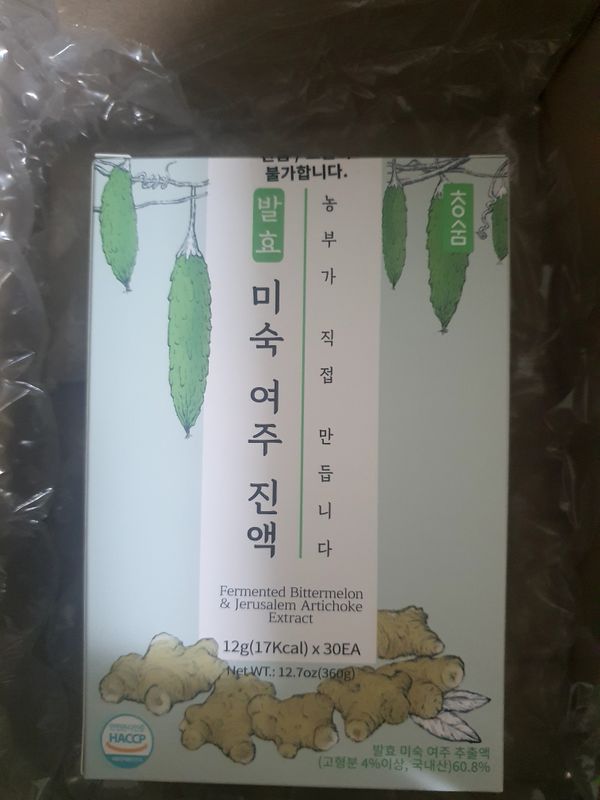 불가합니다.
발효
미숙 여주 진액
농부가 직접 만듭니다
청숨
Fermented Bittermelon
& Jerusalem Artichoke
Extract
12g(17Kcal) x 30EA
Net WT.: 12.7oz(360g)
HACCP
발효 미숙 여주 추출액
(고형분 4%이상, 국내산)60.8%